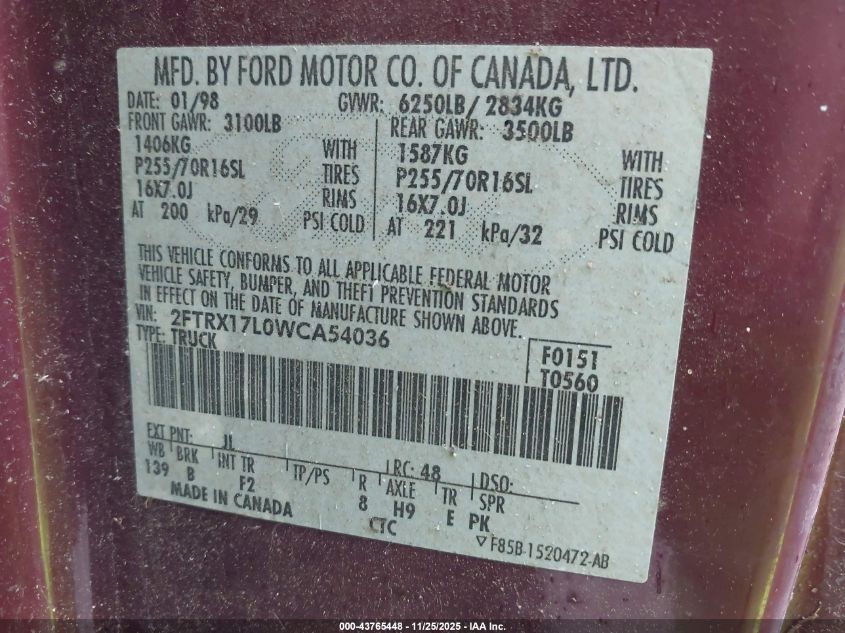 MFD. BY FORD MOTOR CO. OF CANADA, LTD.
DATE: 01/98 GVWR: 6250LB/ 2834KG
FRONT GAWR: 3100LB REAR GAWR: 3500LB
1406KG WITH 1587KG WITH
P255/70R16SL TIRES P255/70R16SL TIRES
16X7.0J RIMS 16X7.0J RIMS
AT 200 kPa/29 PSI COLD AT 221 kPa/32 PSI COLD
THIS VEHICLE CONFORMS TO ALL APPLICABLE FEDERAL MOTOR
VEHICLE SAFETY, BUMPER, AND THEFT PREVENTION STANDARDS
IN EFFECT ON THE DATE OF MANUFACTURE SHOWN ABOVE.
VIN: 2FTRX17L0WCA54036
TYPE: TRUCK
F0151
T0560
EXT PNT: JL RC: 48 DSO:
WB BRK INT TR TP/PS R AXLE TR SPR
139 B F2 8 H9 E PK
MADE IN CANADA CTC
F85B-1520472-AB
000-43765448 - 11/25/2025 - IAA Inc.